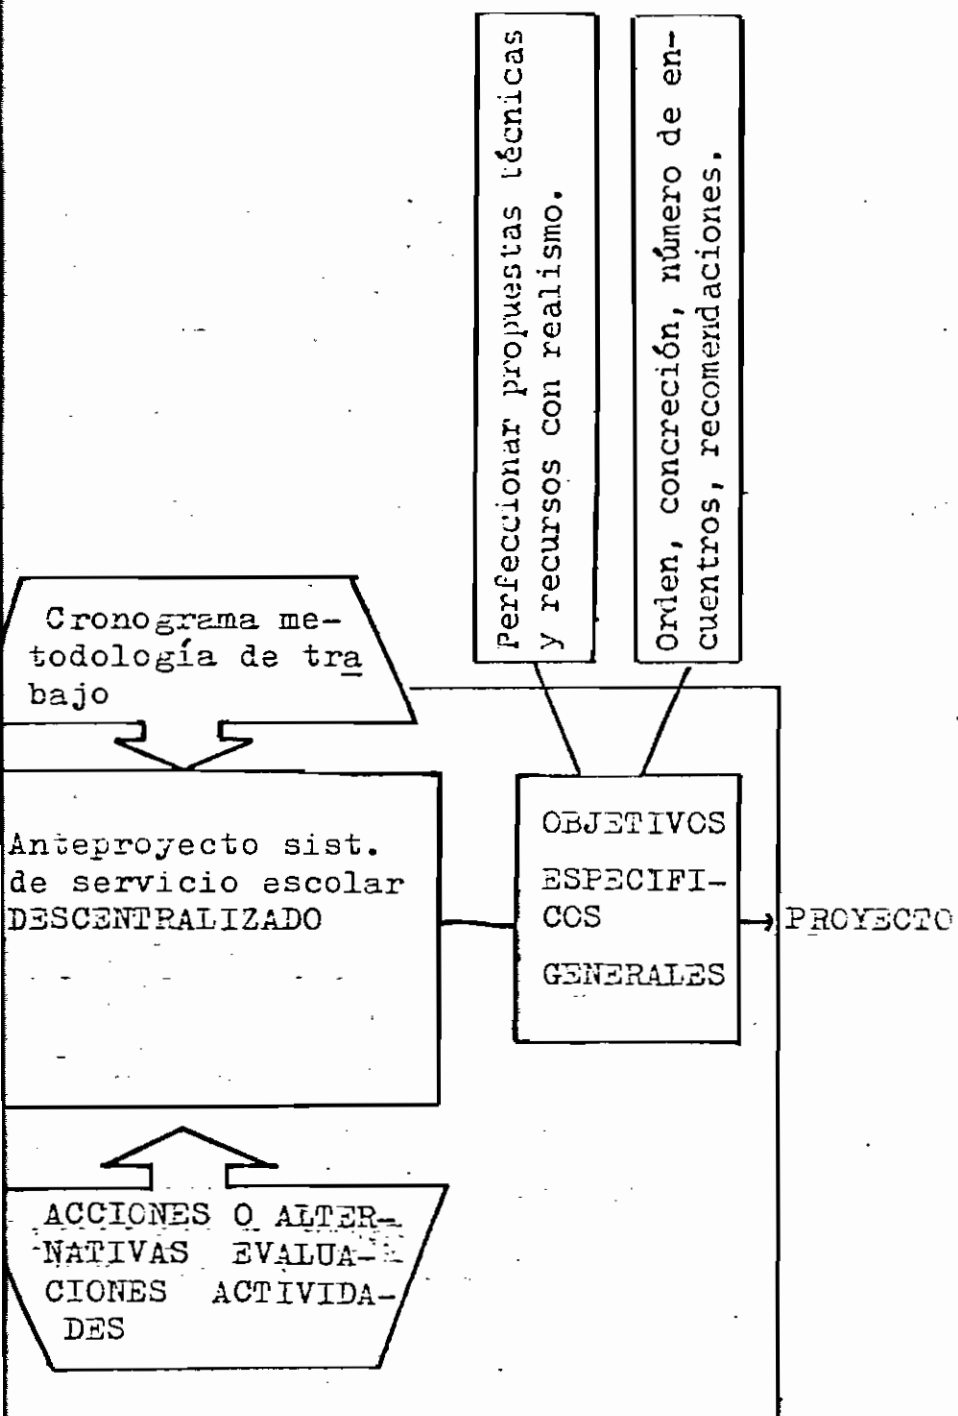 Perfeccionar propuestas técnicas
y recursos con realismo.
Orden, concreción, número de en-
cuentros, recomendaciones.
Cronograma me-
todología de tra
bajo
Anteproyecto sist.
de servicio escolar
DESCENTRALIZADO
OBJETIVOS
ESPECIFI-
COS
GENERALES
PROYECTO
ACCIONES O ALTER-
NATIVAS EVALUA-
CIONES ACTIVIDA-
DES